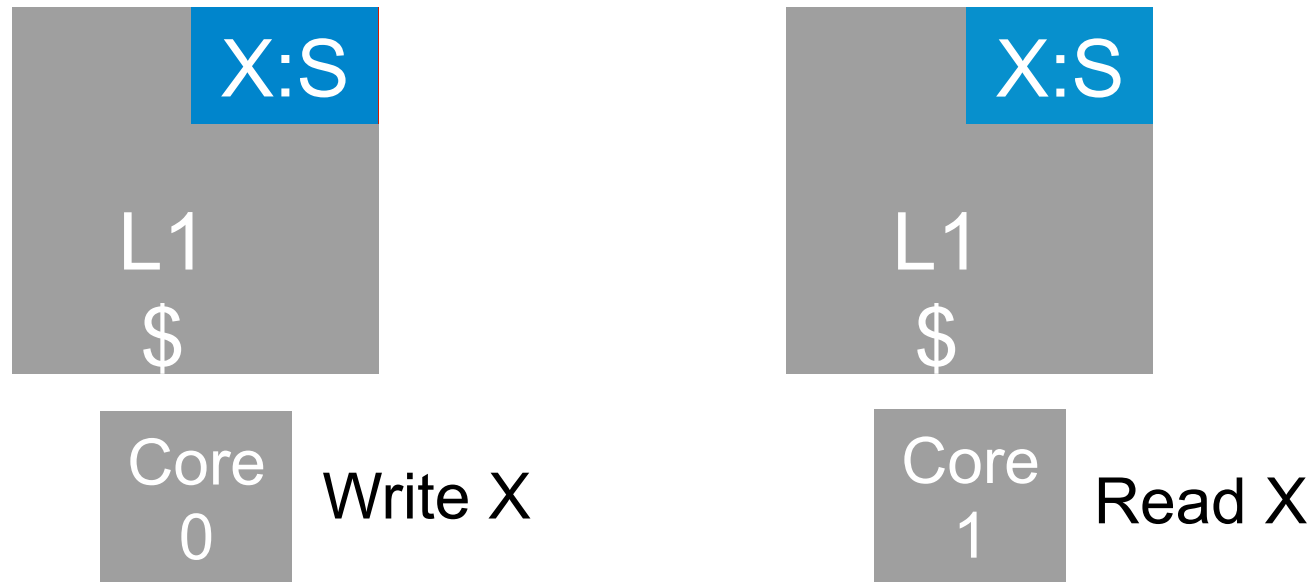 X:S
L1
$
Core
0
Write X
X:S
L1
$
Core
1
Read X